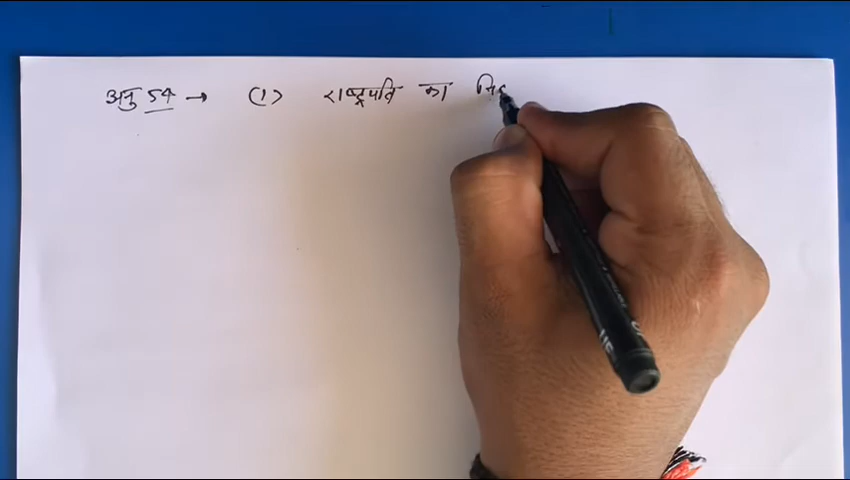 अनु 54 → (1) राष्ट्रपति का नि